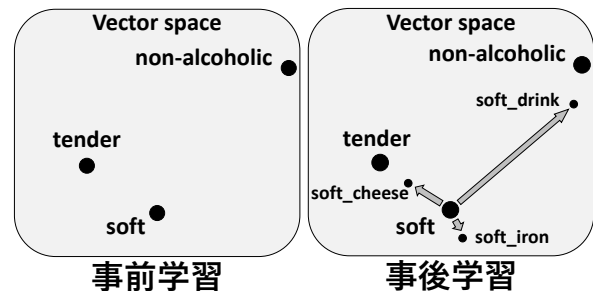 Vector space
non-alcoholic
tender
soft
事前学習
Vector space
non-alcoholic
soft_drink
tender
soft_cheese
soft
soft_iron
事後学習